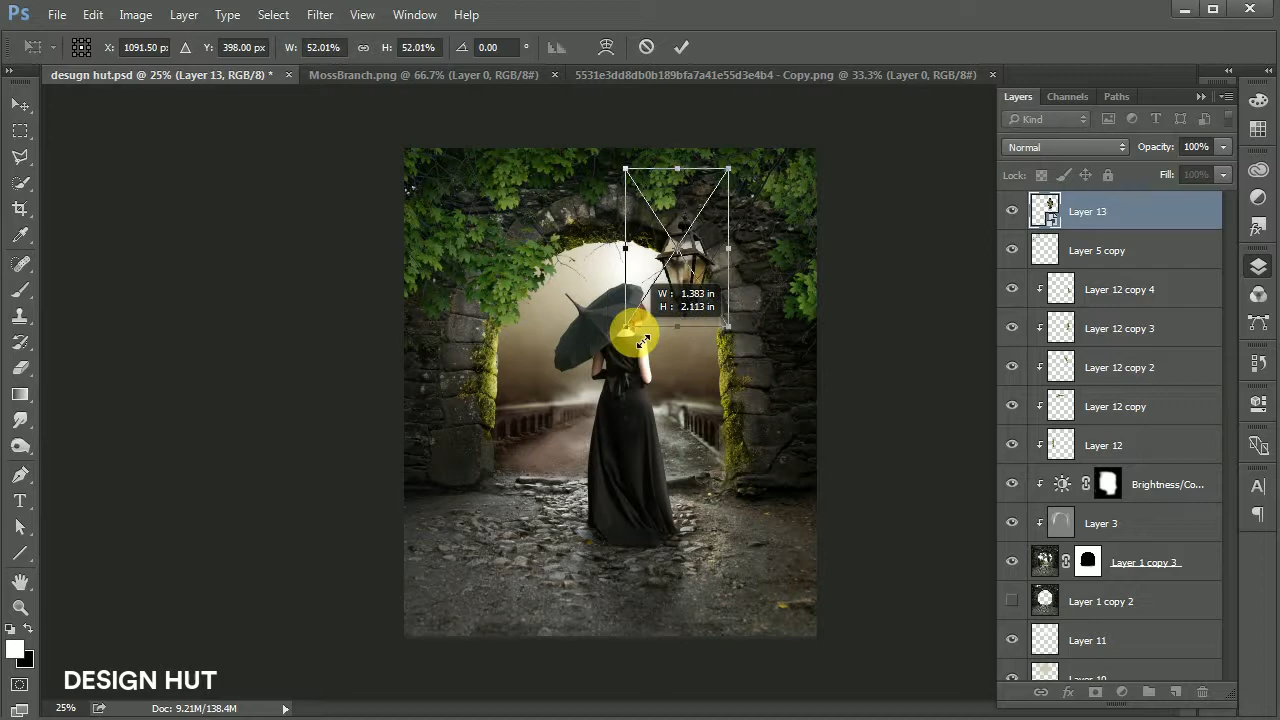 Ps File Edit Image Layer Type Select Filter View Window Help
X: 1091.50 p Y: 398.00 px W: 52.01% H: 52.01% 0.00 °
design hut.psd @ 25% (Layer 13, RGB/8) * × MossBranch.png @ 66.7% (Layer 0, RGB/8#) × 5531e3dd8db0b189bfa7a41e55d3e4b4 - Copy.png @ 33.3% (Layer 0, RGB/8#) ×
Layers Channels Paths
Kind
Normal Opacity: 100%
Lock: Fill: 100%
Layer 13
Layer 5 copy
Layer 12 copy 4
W : 1.383 in
H : 2.113 in
Layer 12 copy 3
Layer 12 copy 2
Layer 12 copy
Layer 12
Brightness/Co...
Layer 3
Layer 1 copy 3
Layer 1 copy 2
Layer 11
Layer 10
DESIGN HUT
25% Doc: 9.21M/138.4M